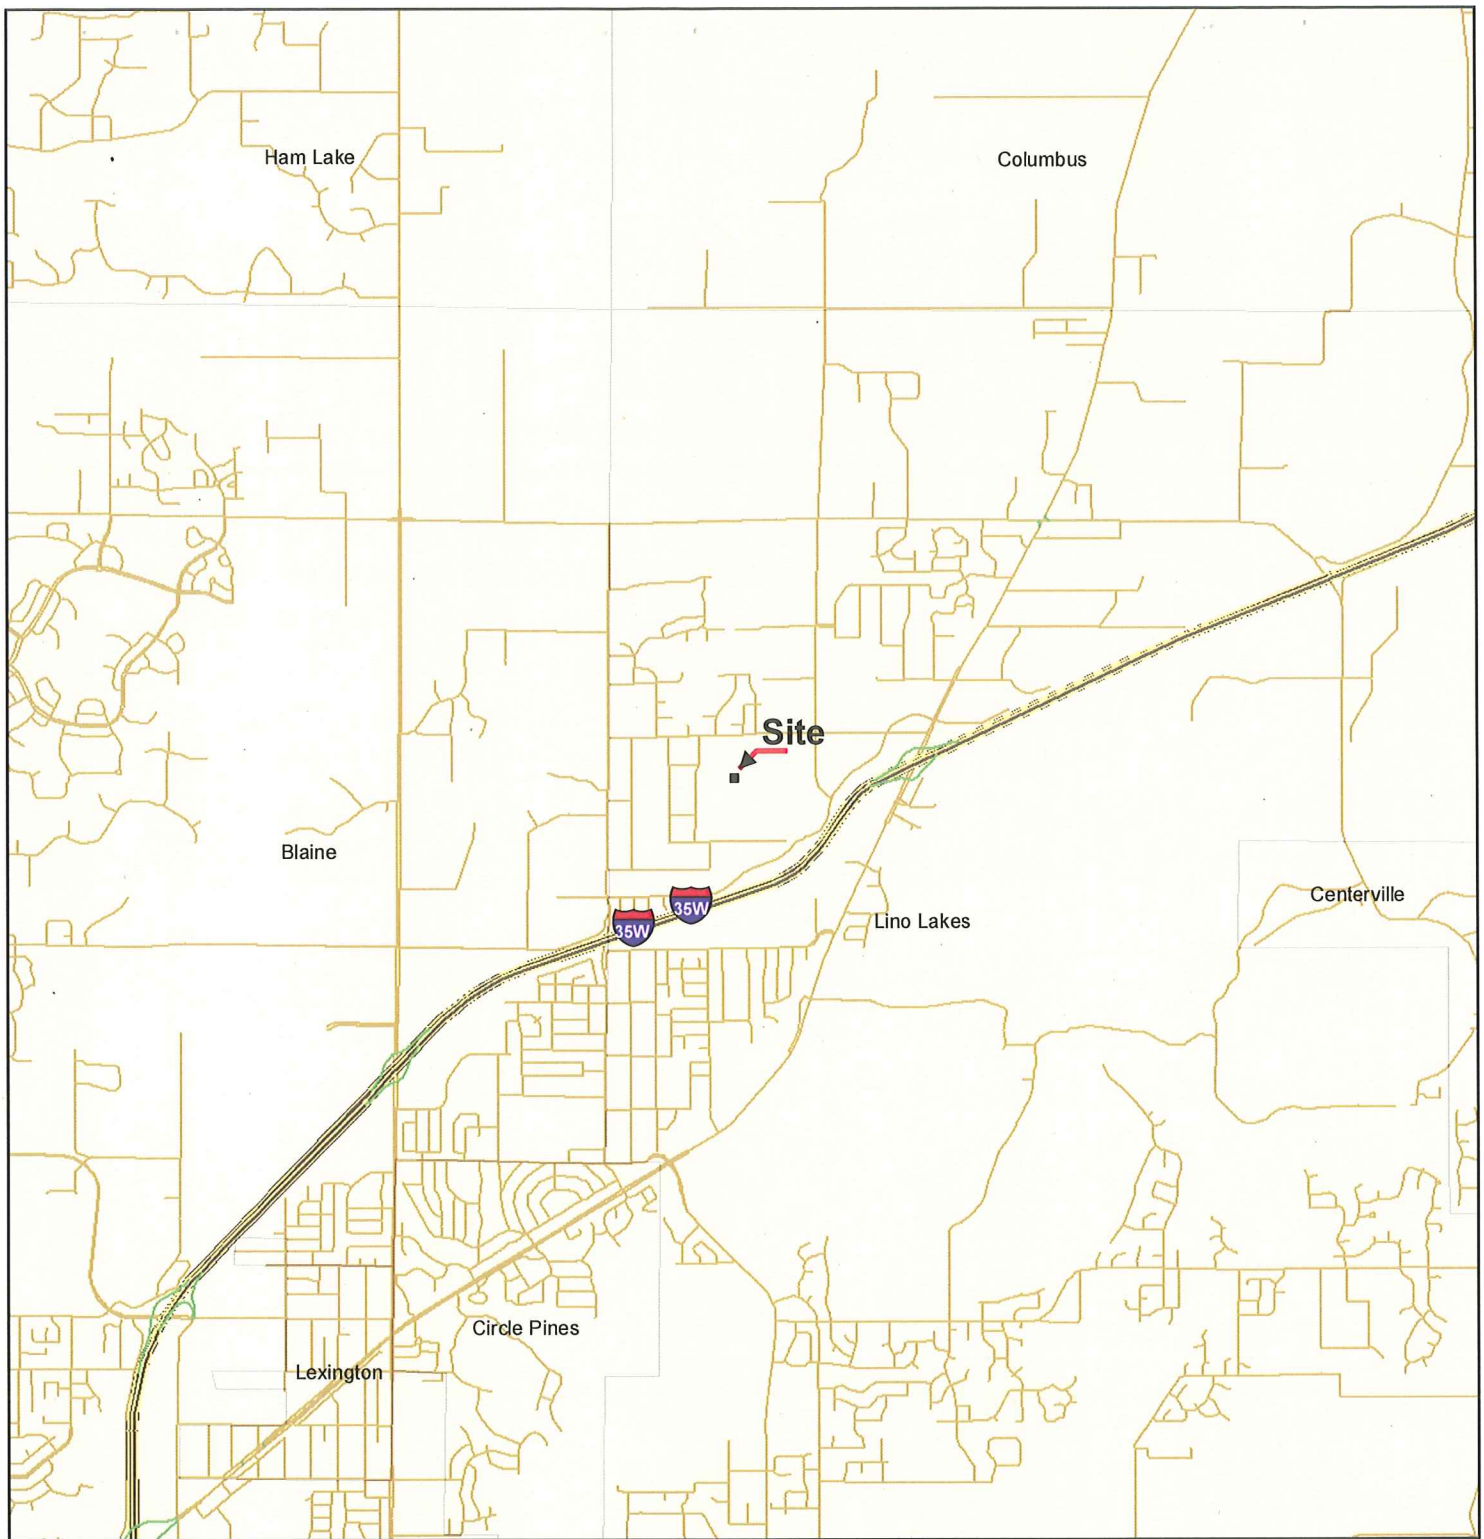 Ham Lake
Columbus
Site
Blaine
35W
35W
Centerville
Lino Lakes
Circle Pines
Lexington